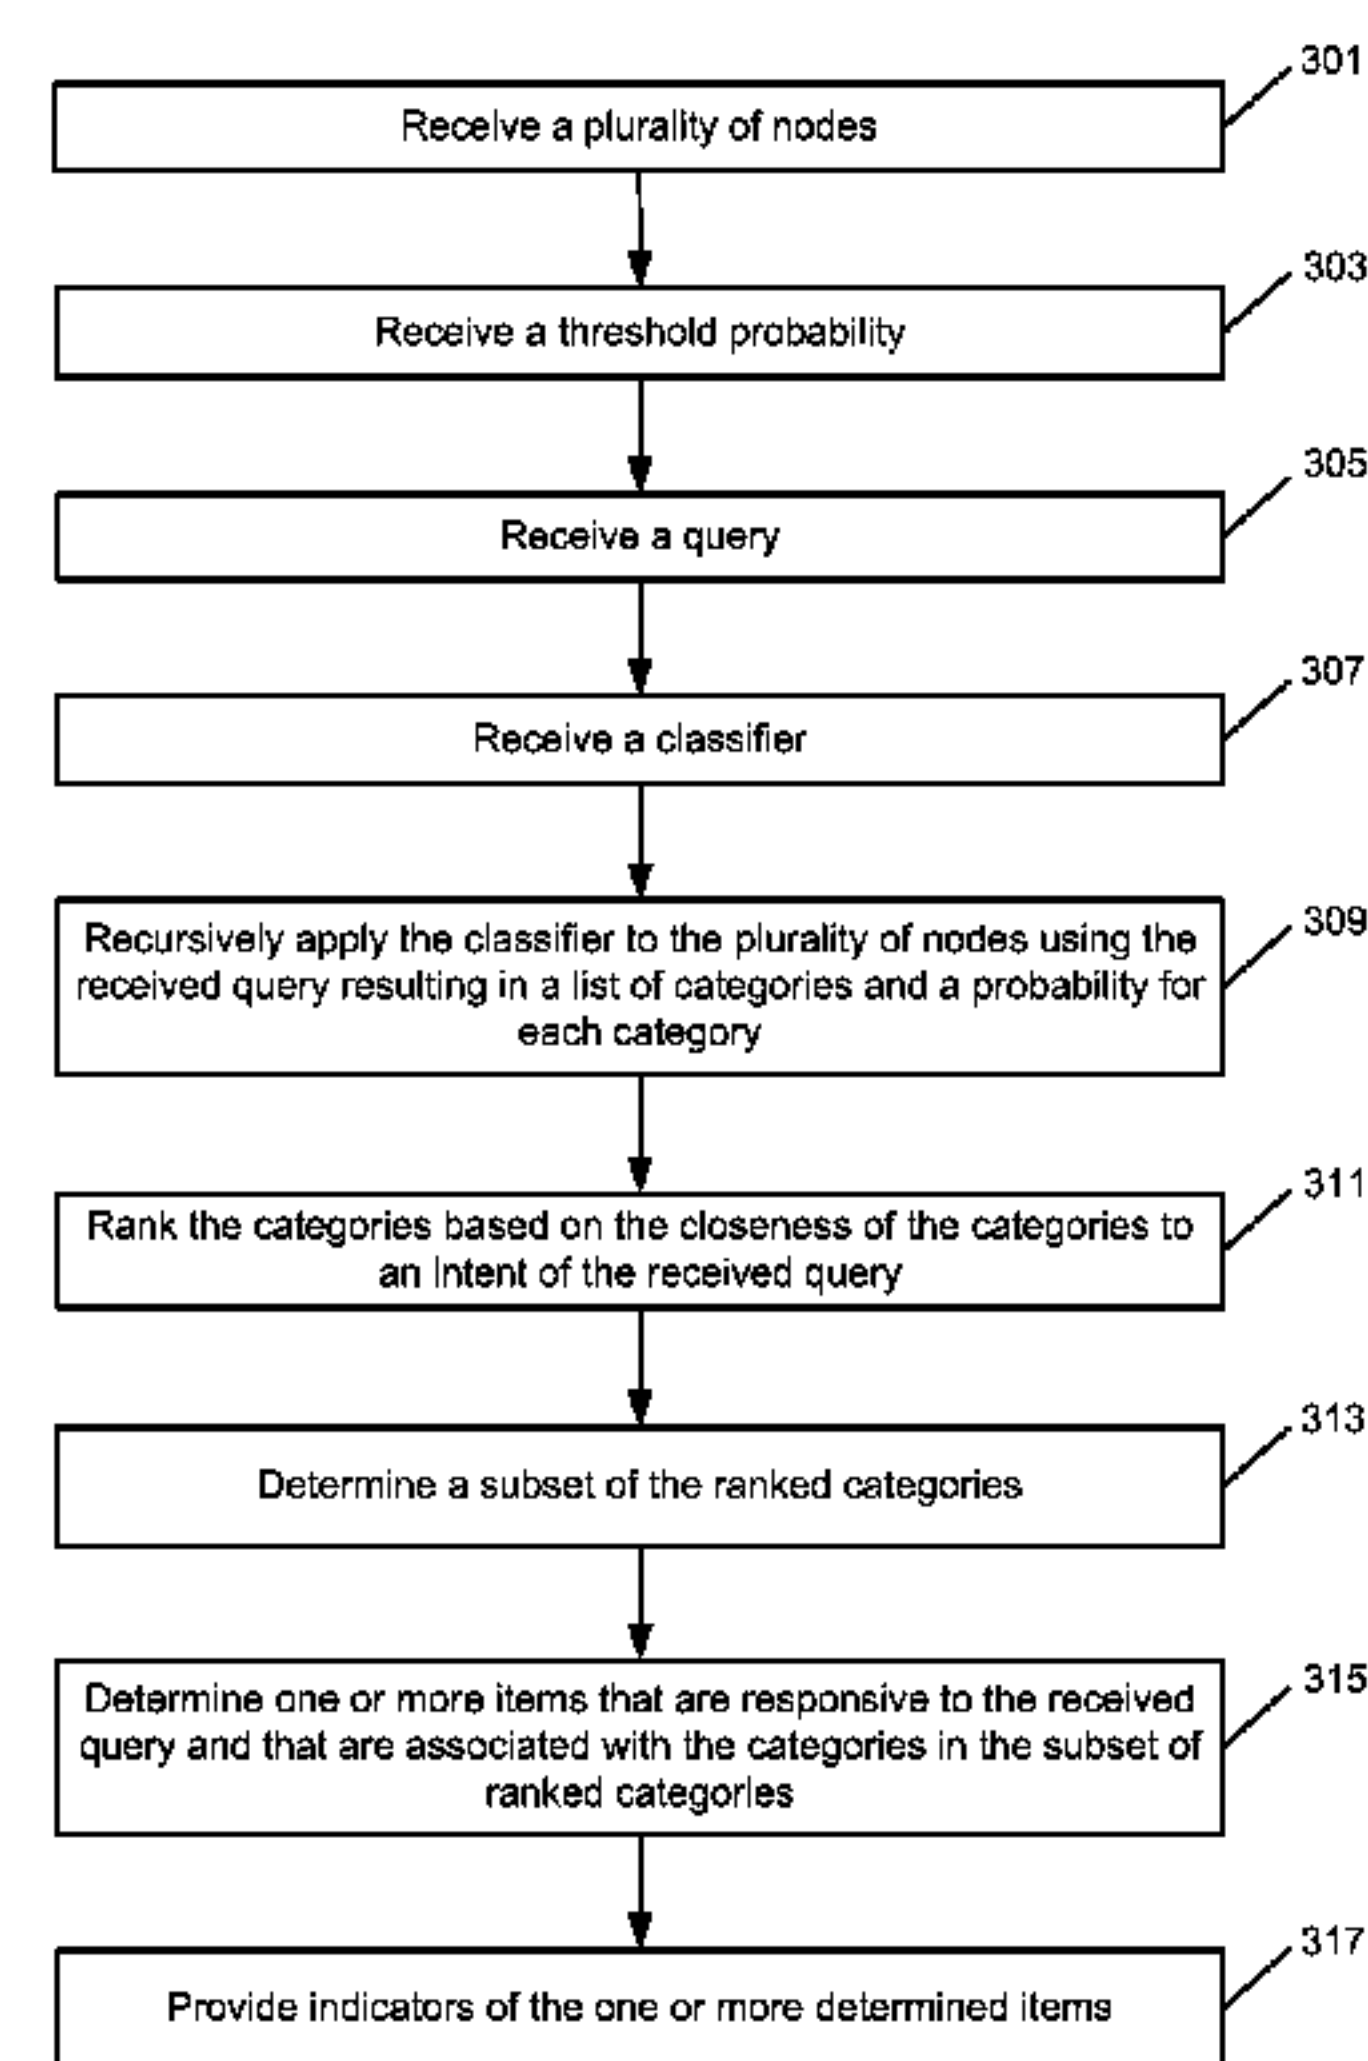 301
Receive a plurality of nodes
303
Receive a threshold probability
305
Receive a query
307
Receive a classifier
309
Recursively apply the classifier to the plurality of nodes using the
received query resulting in a list of categories and a probability for
each category
311
Rank the categories based on the closeness of the categories to
an intent of the received query
313
Determine a subset of the ranked categories
315
Determine one or more items that are responsive to the received
query and that are associated with the categories in the subset of
ranked categories
317
Provide indicators of the one or more determined items